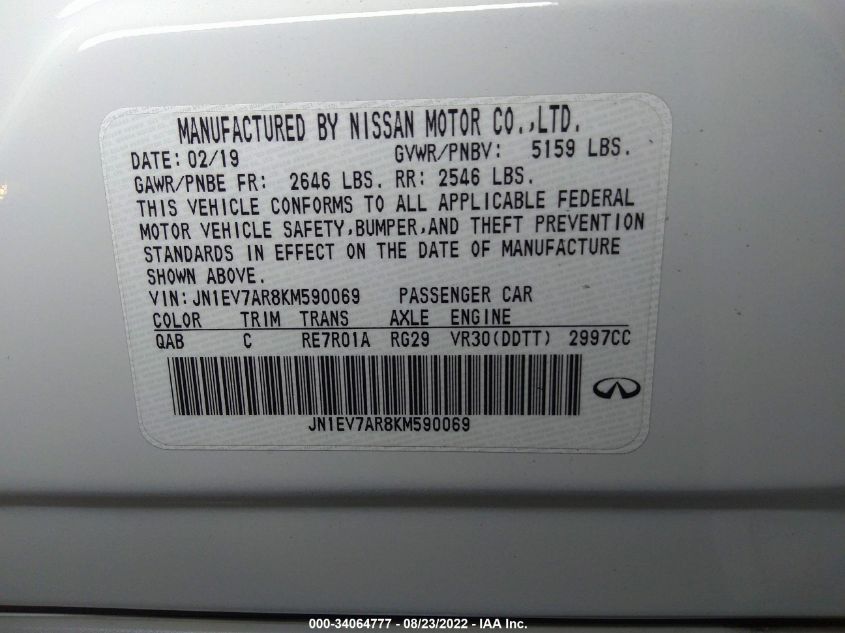 MANUFACTURED BY NISSAN MOTOR CO.,LTD.
DATE: 02/19 GVWR/PNBV: 5159 LBS.
GAWR/PNBE FR: 2646 LBS. RR: 2546 LBS.
THIS VEHICLE CONFORMS TO ALL APPLICABLE FEDERAL
MOTOR VEHICLE SAFETY,BUMPER,AND THEFT PREVENTION
STANDARDS IN EFFECT ON THE DATE OF MANUFACTURE
SHOWN ABOVE.
VIN: JN1EV7AR8KM590069 PASSENGER CAR
COLOR TRIM TRANS AXLE ENGINE
QAB C RE7R01A RG29 VR30(DDTT) 2997CC
JN1EV7AR8KM590069
000-34064777 - 08/23/2022 - IAA Inc.